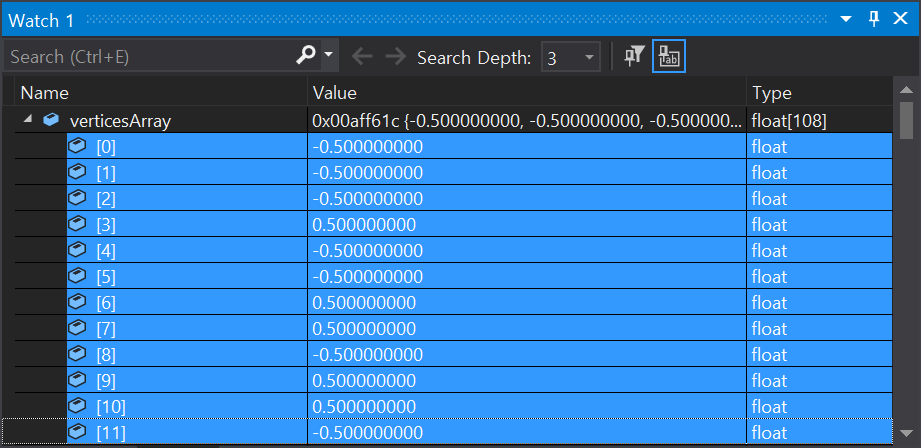 Watch 1
Search (Ctrl+E) Search Depth: 3
Name Value Type
verticesArray 0x00aff61c {-0.500000000, -0.500000000, -0.500000... float[108]
[0] -0.500000000 float
[1] -0.500000000 float
[2] -0.500000000 float
[3] 0.500000000 float
[4] -0.500000000 float
[5] -0.500000000 float
[6] 0.500000000 float
[7] 0.500000000 float
[8] -0.500000000 float
[9] 0.500000000 float
[10] 0.500000000 float
[11] -0.500000000 float